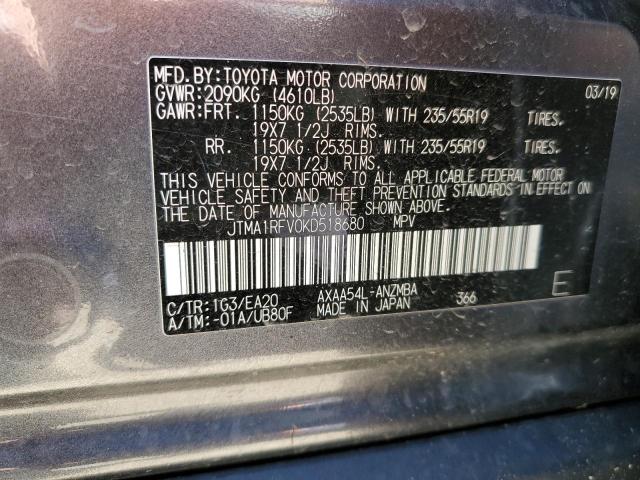 MFD.BY:TOYOTA MOTOR CORPORATION 03/19
GVWR:2090KG (4610LB)
GAWR:FRT. 1150KG (2535LB) WITH 235/55R19 TIRES.
19X7 1/2J RIMS.
RR. 1150KG (2535LB) WITH 235/55R19 TIRES.
19X7 1/2J RIMS.
THIS VEHICLE CONFORMS TO ALL APPLICABLE FEDERAL MOTOR
VEHICLE SAFETY AND THEFT PREVENTION STANDARDS IN EFFECT ON
THE DATE OF MANUFACTURE SHOWN ABOVE.
JTMA1RFV0KD518680 MPV
C/TR:1G3/EA20 AXAA54L-ANZMBA 366 E
A/TM:-01A/UB80F MADE IN JAPAN